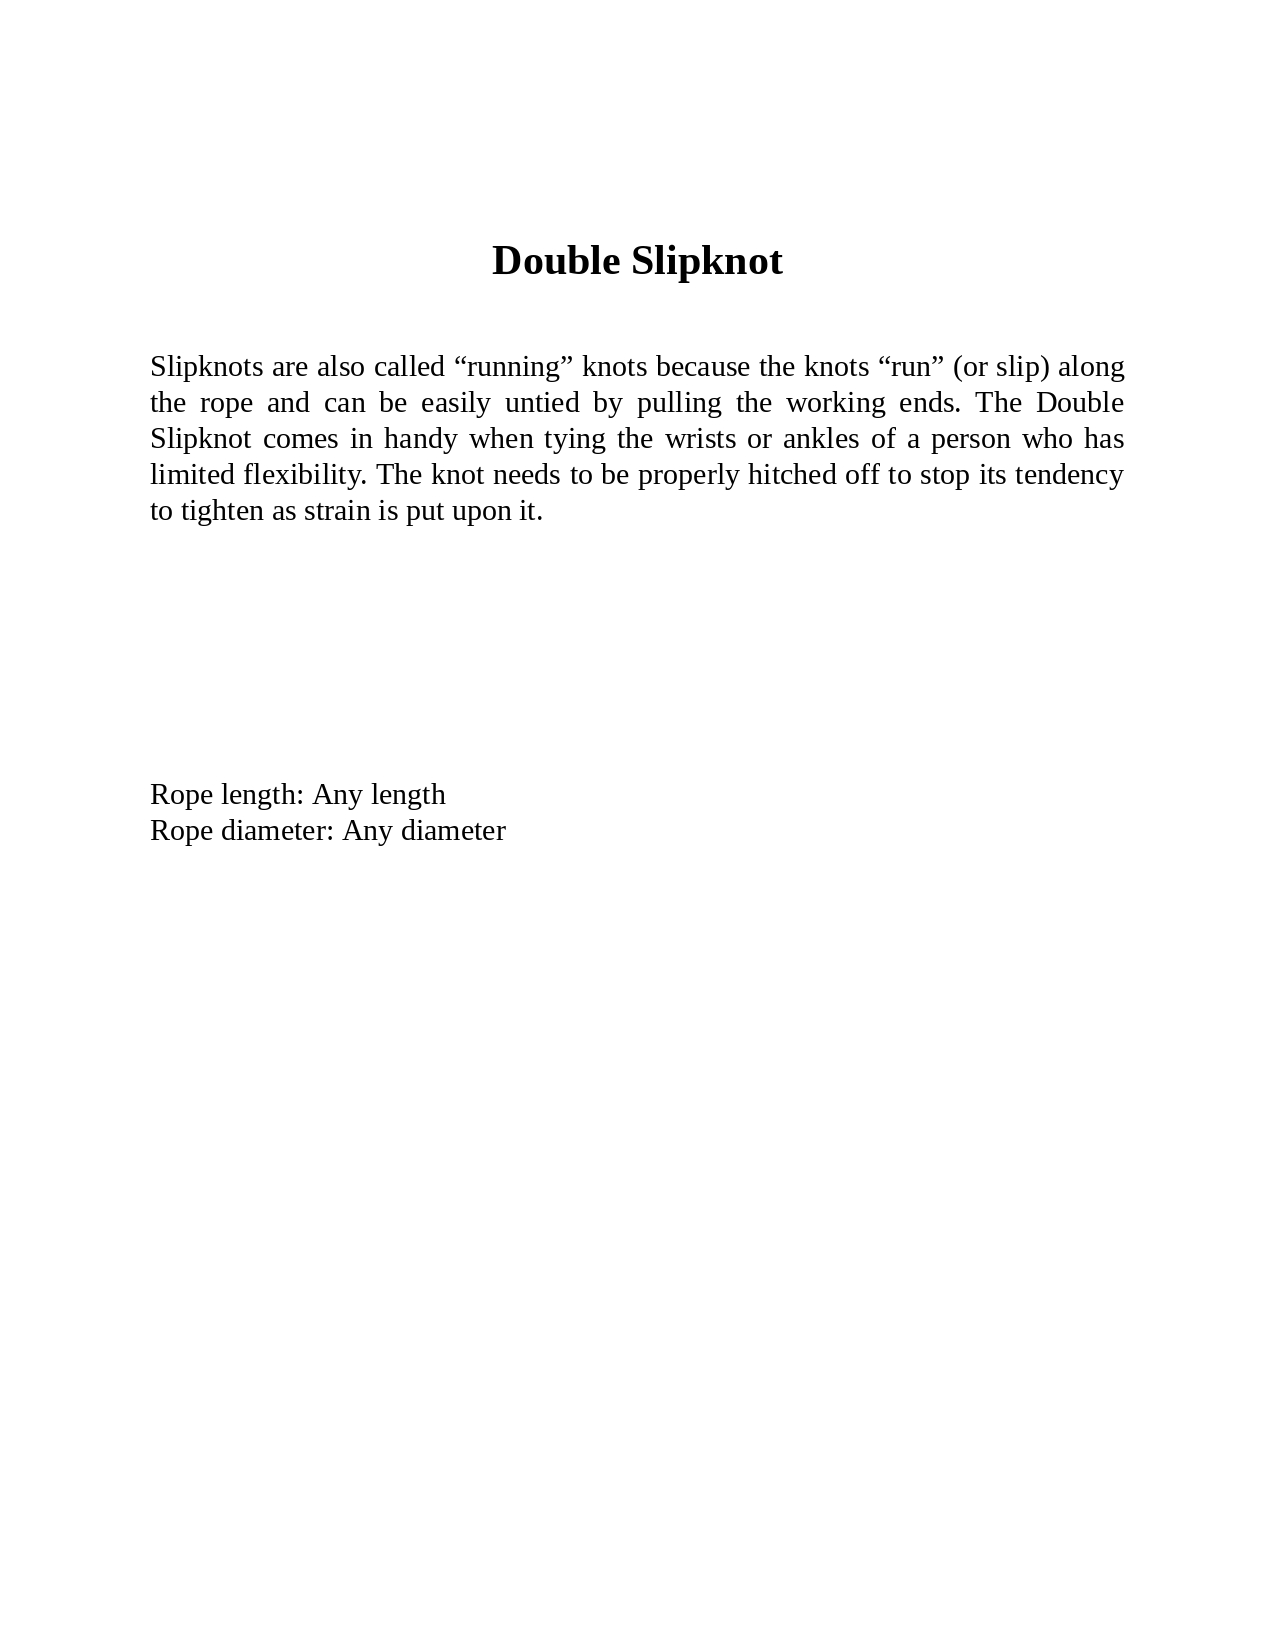 Double Slipknot
Slipknots are also called “running” knots because the knots “run” (or slip) along
the rope and can be easily untied by pulling the working ends. The Double
Slipknot comes in handy when tying the wrists or ankles of a person who has
limited flexibility. The knot needs to be properly hitched off to stop its tendency
to tighten as strain is put upon it.
Rope length: Any length
Rope diameter: Any diameter